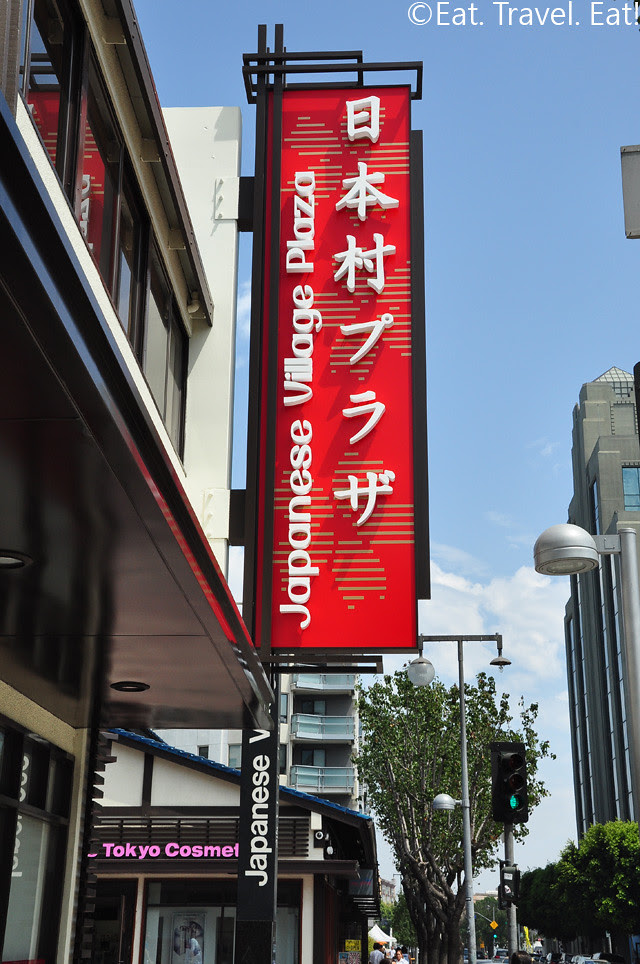 ©Eat. Travel. Eat!
日本村プラザ
Japanese Village Plaza
Japanese V
Tokyo Cosmet